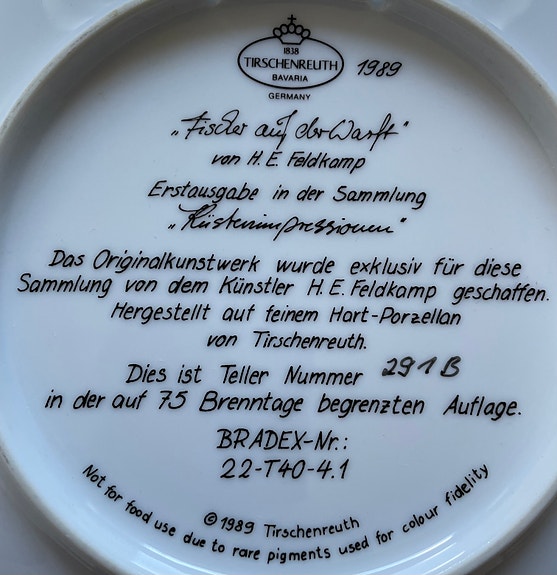 1838
TIRSCHENREUTH
BAVARIA
GERMANY
1989
„Fischer auf der Warft"
von H. E. Feldkamp
Erstausgabe in der Sammlung
„Küstenimpressionen"
Das Originalkunstwerk wurde exklusiv für diese
Sammlung von dem Künstler H. E. Feldkamp geschaffen.
Hergestellt auf feinem Hart-Porzellan
von Tirschenreuth.
Dies ist Teller Nummer 291B
in der auf 75 Brenntage begrenzten Auflage.
BRADEX-Nr.:
22-T40-4.1
© 1989 Tirschenreuth
Not for food use due to rare pigments used for colour fidelity